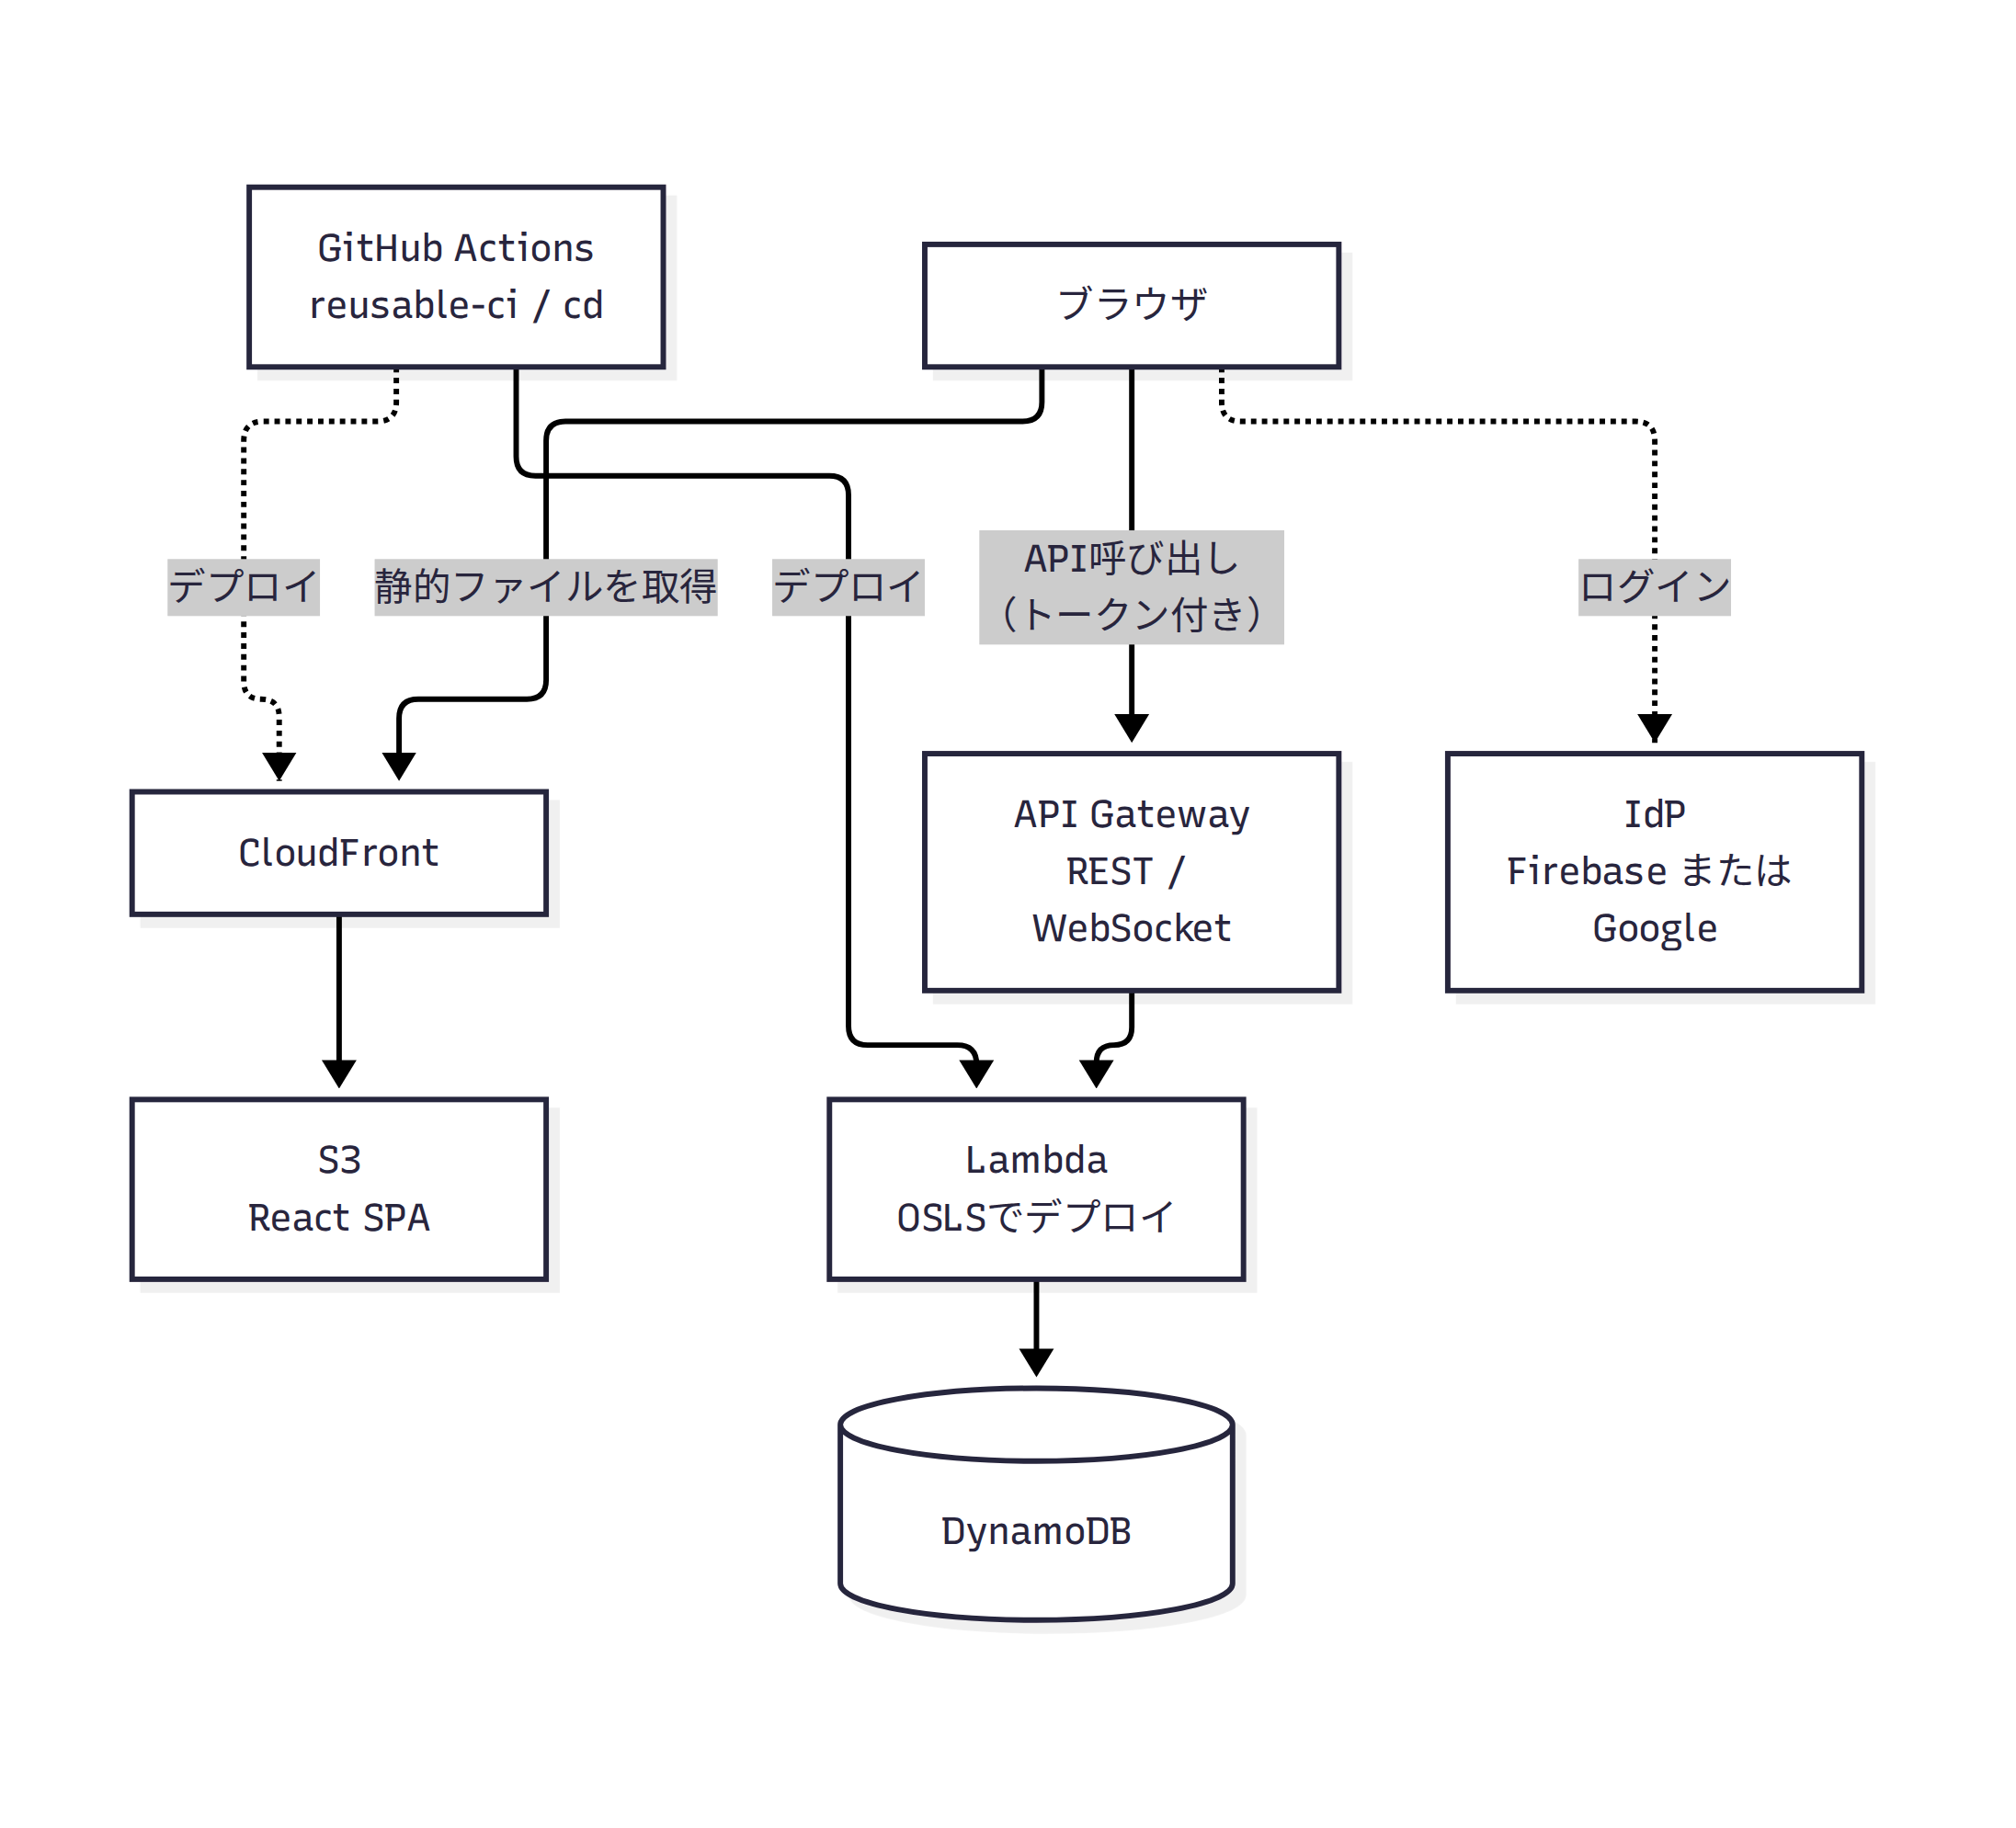 GitHub Actions
reusable-ci / cd
ブラウザ
デプロイ
静的ファイルを取得
デプロイ
API呼び出し
（トークン付き）
ログイン
CloudFront
API Gateway
REST /
WebSocket
IdP
Firebase または
Google
S3
React SPA
Lambda
OSLSでデプロイ
DynamoDB